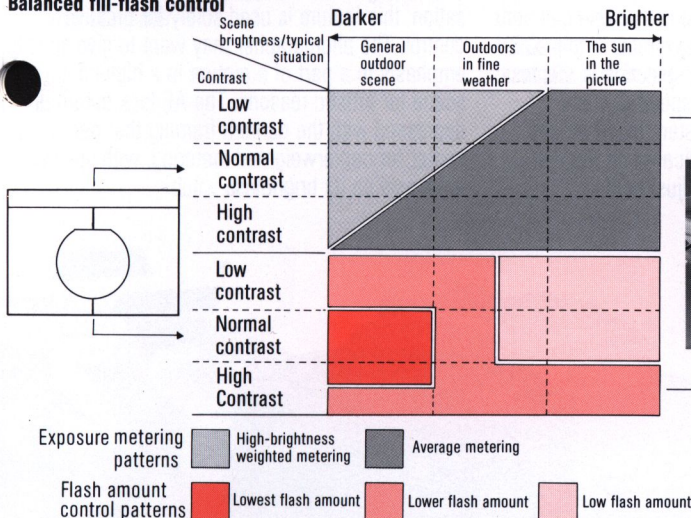 Balanced fill-flash control
Scene
brightness/typical
situation
Contrast
Darker
Brighter
General
outdoor
scene
Outdoors
in fine
weather
The sun
in the
picture
Low
contrast
Normal
contrast
High
contrast
Low
contrast
Normal
contrast
High
Contrast
Exposure metering
patterns
High-brightness
weighted metering
Average metering
Flash amount
control patterns
Lowest flash amount
Lower flash amount
Low flash amount